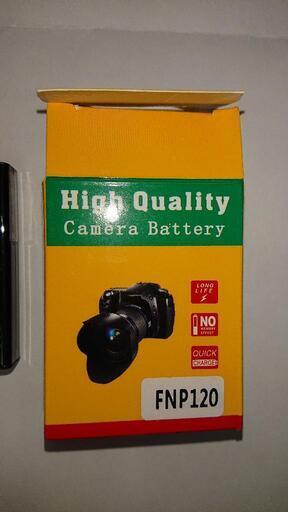 High Quality
Camera Battery
LONG
LIFE
NO
MEMORY
EFFECT
QUICK
CHARGE
FNP120